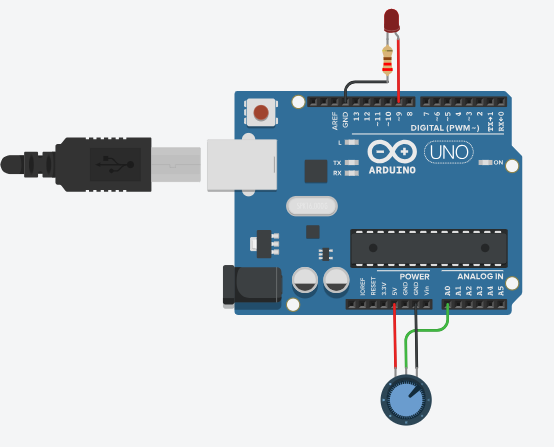 AREF
GND
13
12
~11
~10
~9
8
7
~6
~5
4
~3
2
TX→1
RX←0
DIGITAL (PWM~)
L
TX
RX
ARDUINO
UNO
ON
POWER
ANALOG IN
IOREF
RESET
3.3V
5V
GND
GND
Vin
A0
A1
A2
A3
A4
A5